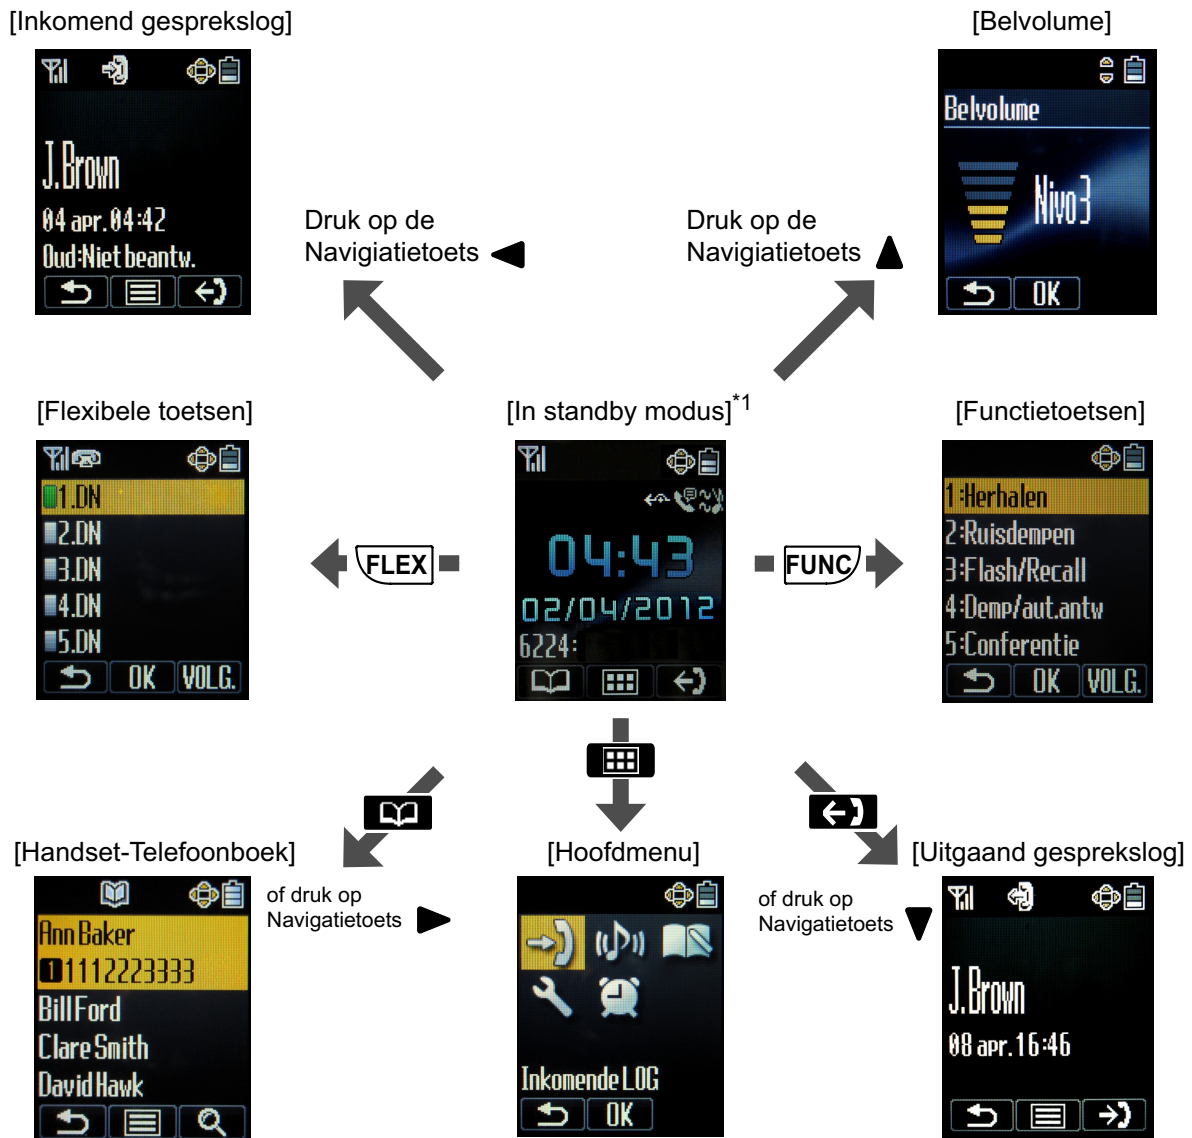 [Inkomend gesprekslog]
J.Brown
04 apr.04:42
Oud:Niet beantw.
Druk op de
Navigiatietoets
[Belvolume]
Belvolume
Nivo3
OK
Druk op de
Navigiatietoets
[Flexibele toetsen]
1.DN
2.DN
3.DN
4.DN
5.DN
OK VOLG.
FLEX
[In standby modus]*1
04:43
02/04/2012
6224:
FUNC
[Functietoetsen]
1:Herhalen
2:Ruisdempen
3:Flash/Recall
4:Demp/aut.antw
5:Conferentie
OK VOLG.
[Handset-Telefoonboek]
Ann Baker
1 1112223333
Bill Ford
Clare Smith
David Hawk
of druk op
Navigatietoets
[Hoofdmenu]
Inkomende LOG
OK
of druk op
Navigatietoets
[Uitgaand gesprekslog]
J.Brown
08 apr.16:46